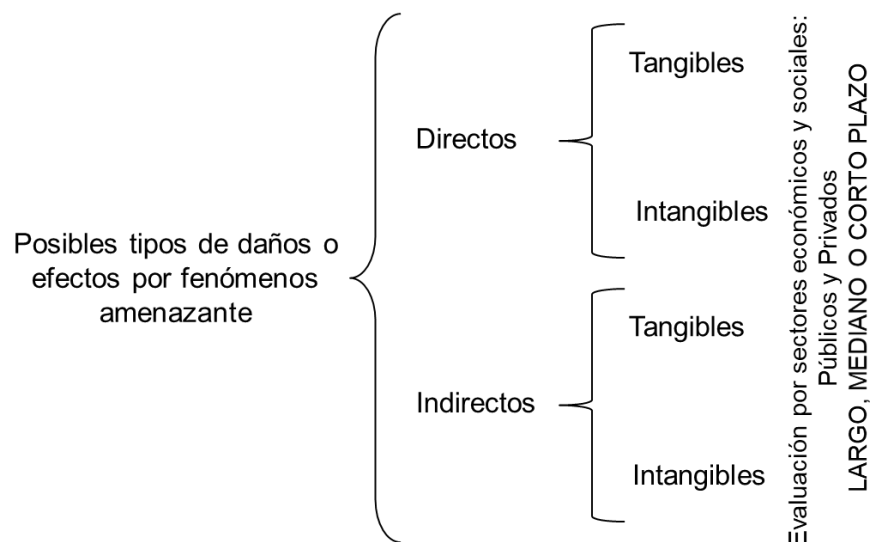 Posibles tipos de daños o
efectos por fenómenos
amenazante
Directos
Tangibles
Intangibles
Indirectos
Tangibles
Intangibles
Evaluación por sectores económicos y sociales:
Públicos y Privados
LARGO, MEDIANO O CORTO PLAZO